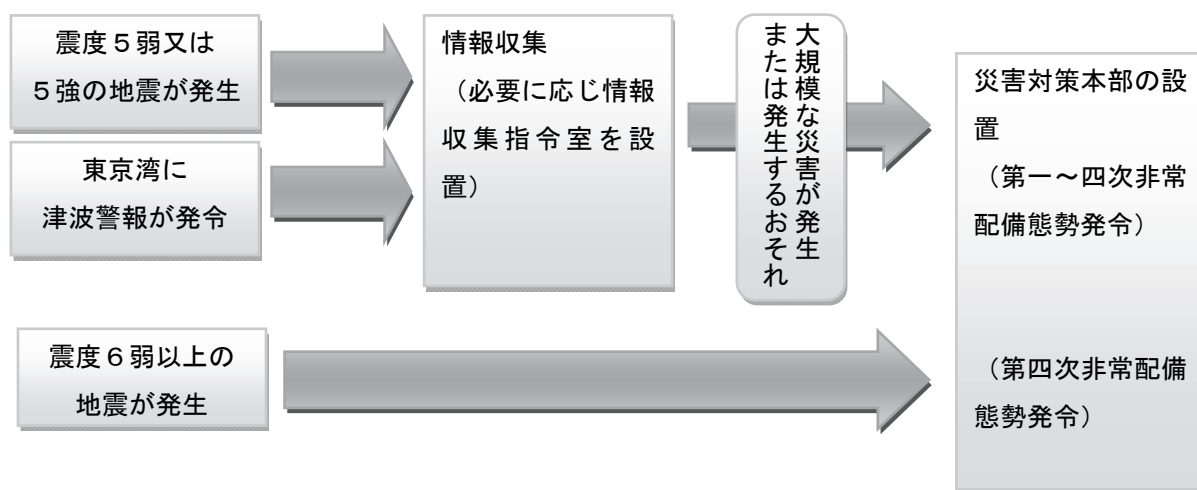 震度５弱又は
５強の地震が発生
東京湾に
津波警報が発令
情報収集
（必要に応じ情報
収集指令室を設
置）
大規模な災害が発生
または発生するおそれ
災害対策本部の設
置
（第一～四次非常
配備態勢発令）
震度６弱以上の
地震が発生
（第四次非常配備
態勢発令）